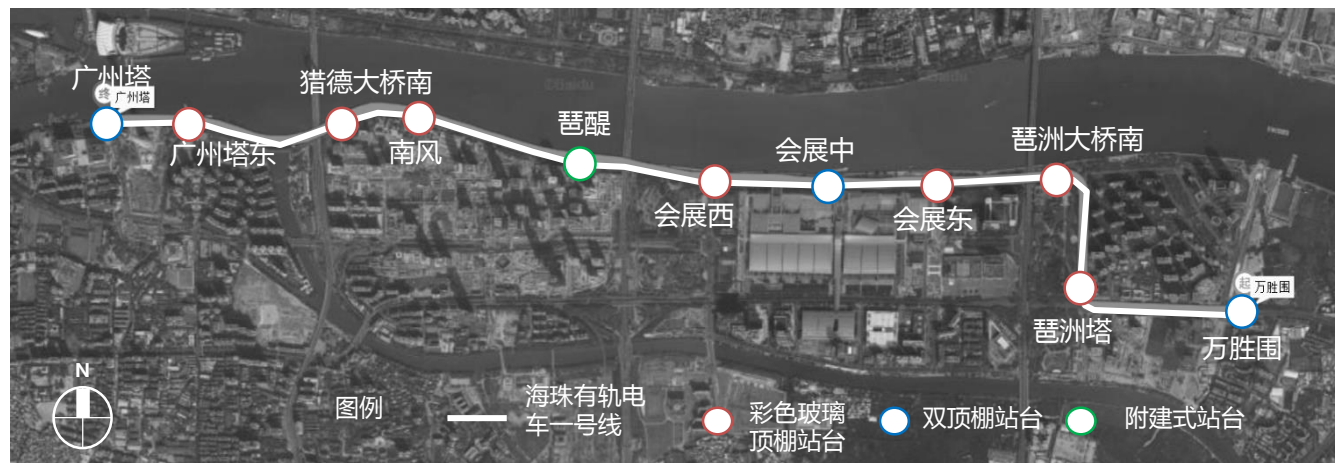 广州塔
终
广州塔
广州塔东
猎德大桥南
南风
琶醍
会展西
会展中
会展东
琶洲大桥南
琶洲塔
起
万胜围
万胜围
N
图例
海珠有轨电
车一号线
彩色玻璃
顶棚站台
双顶棚站台
附建式站台